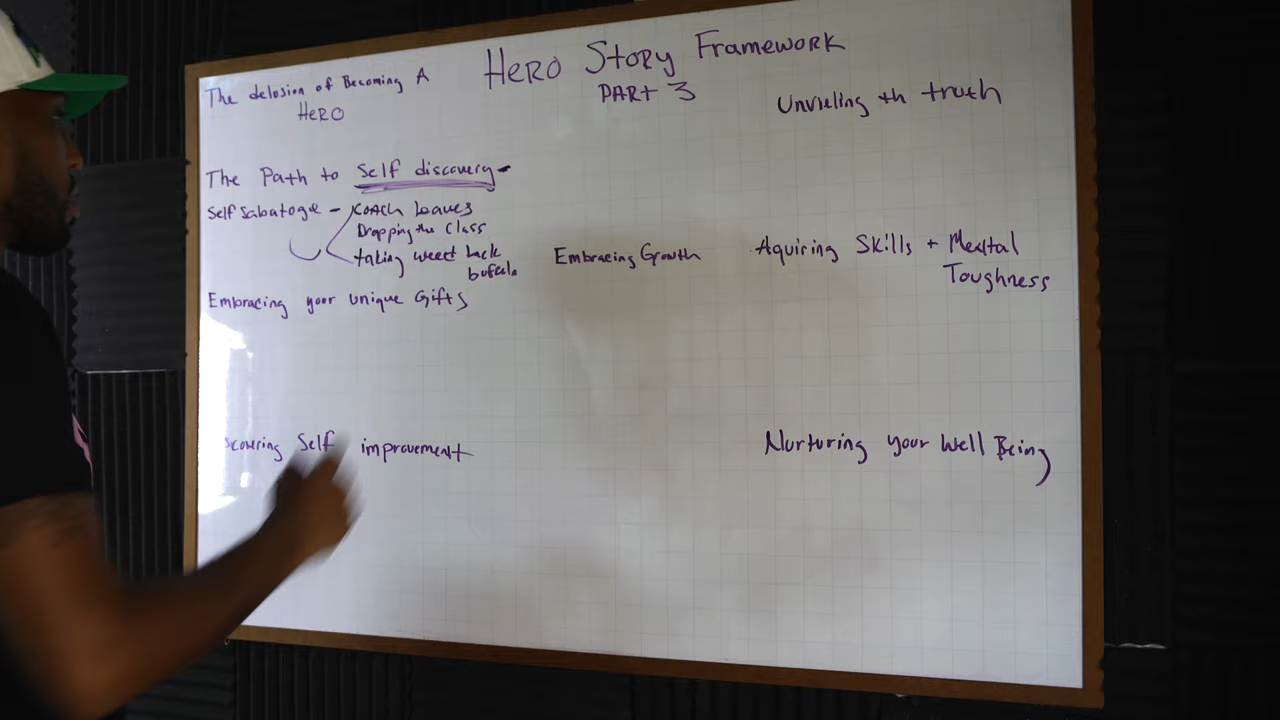 Hero Story Framework
PART 3
The delusion of Becoming A
HERO
Unvieling th truth
The Path to Self discovery-
Self Sabatoge - coach leaves
Dropping the class
taking weed back
Embracing your unique Gifts
Embracing Growth
Aquiring Skills + Mental
Toughness
Self improvement
Nurturing your Well Being